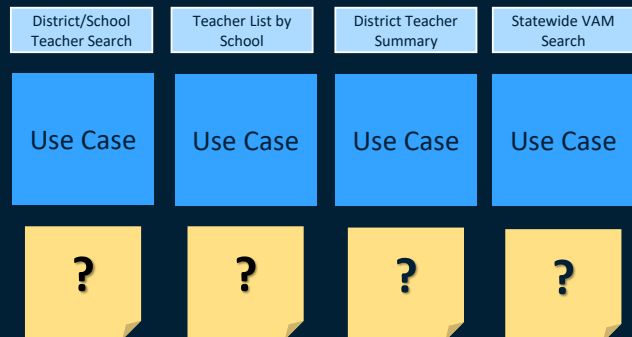 District/School
Teacher Search
Teacher List by
School
District Teacher
Summary
Statewide VAM
Search
Use Case
Use Case
Use Case
Use Case
?
?
?
?